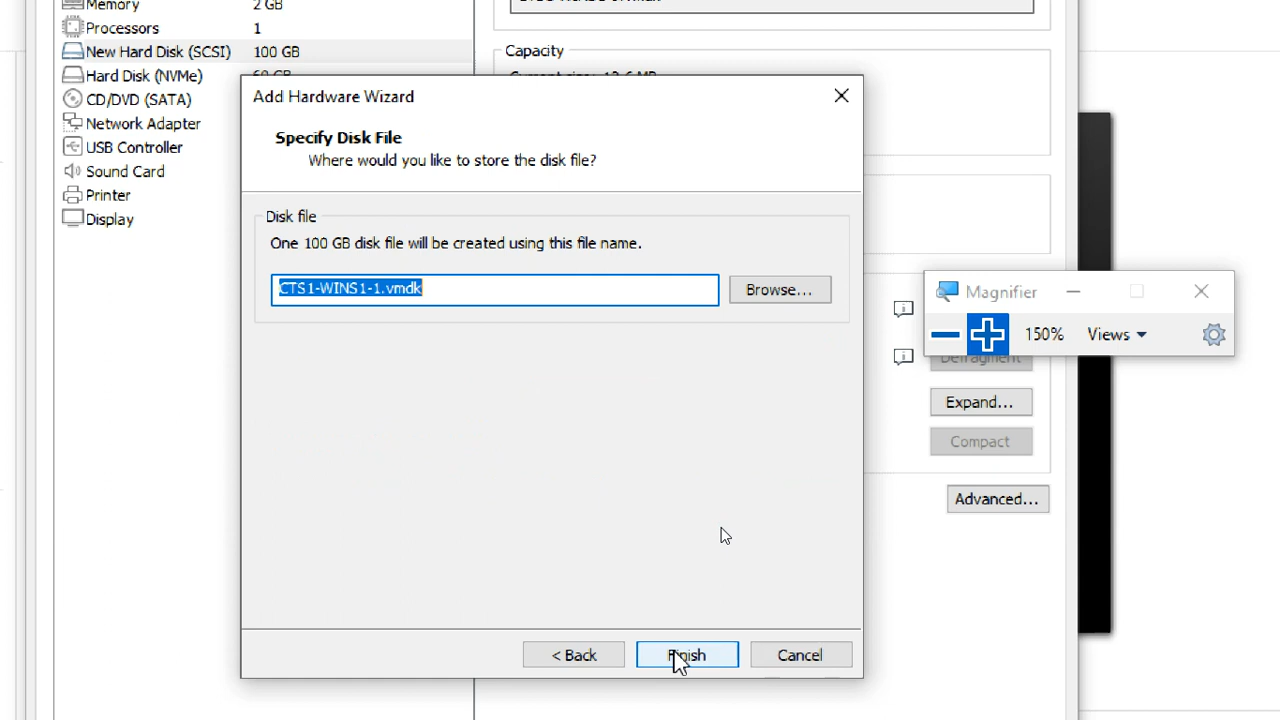 Memory 2 GB
Processors 1
New Hard Disk (SCSI) 100 GB
Hard Disk (NVMe)
CD/DVD (SATA)
Network Adapter
USB Controller
Sound Card
Printer
Display
Capacity
Add Hardware Wizard
Specify Disk File
Where would you like to store the disk file?
Disk file
One 100 GB disk file will be created using this file name.
CTS1-WINS1-1.vmdk
Browse...
< Back
Finish
Cancel
Magnifier
150% Views
Defragment
Expand...
Compact
Advanced...